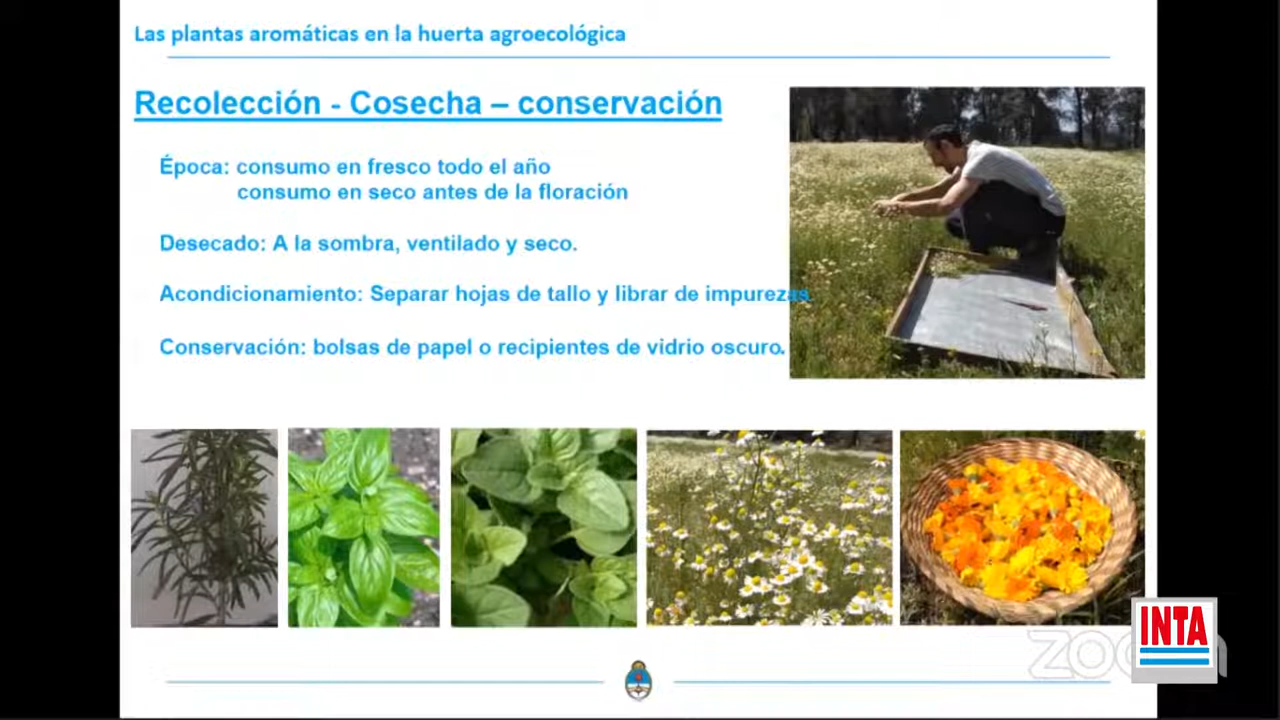 Las plantas aromáticas en la huerta agroecológica
Recolección - Cosecha – conservación
Época: consumo en fresco todo el año
consumo en seco antes de la floración
Desecado: A la sombra, ventilado y seco.
Acondicionamiento: Separar hojas de tallo y librar de impurezas.
Conservación: bolsas de papel o recipientes de vidrio oscuro.
INTA
zoom